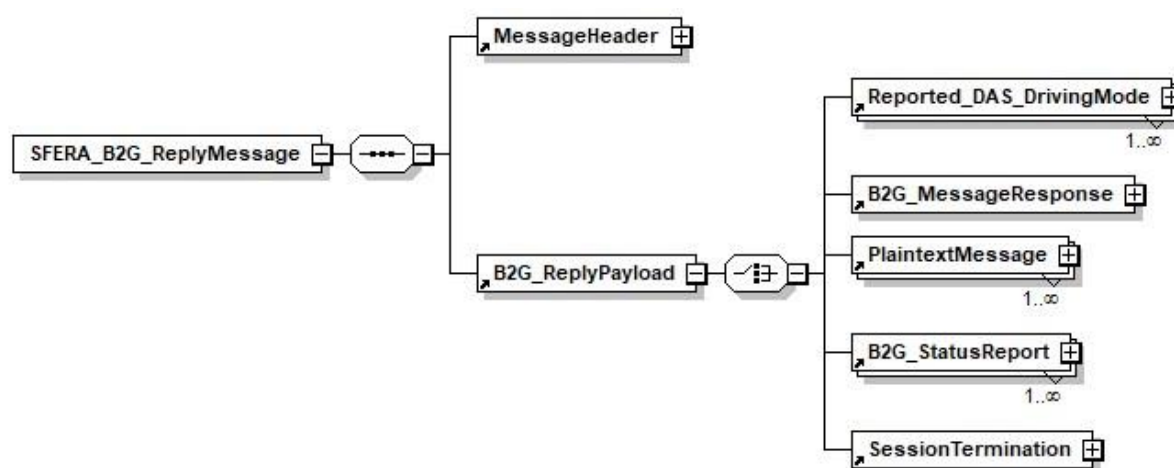 MessageHeader
Reported_DAS_DrivingMode
1..∞
SFERA_B2G_ReplyMessage
B2G_MessageResponse
PlaintextMessage
1..∞
B2G_ReplyPayload
B2G_StatusReport
1..∞
SessionTermination